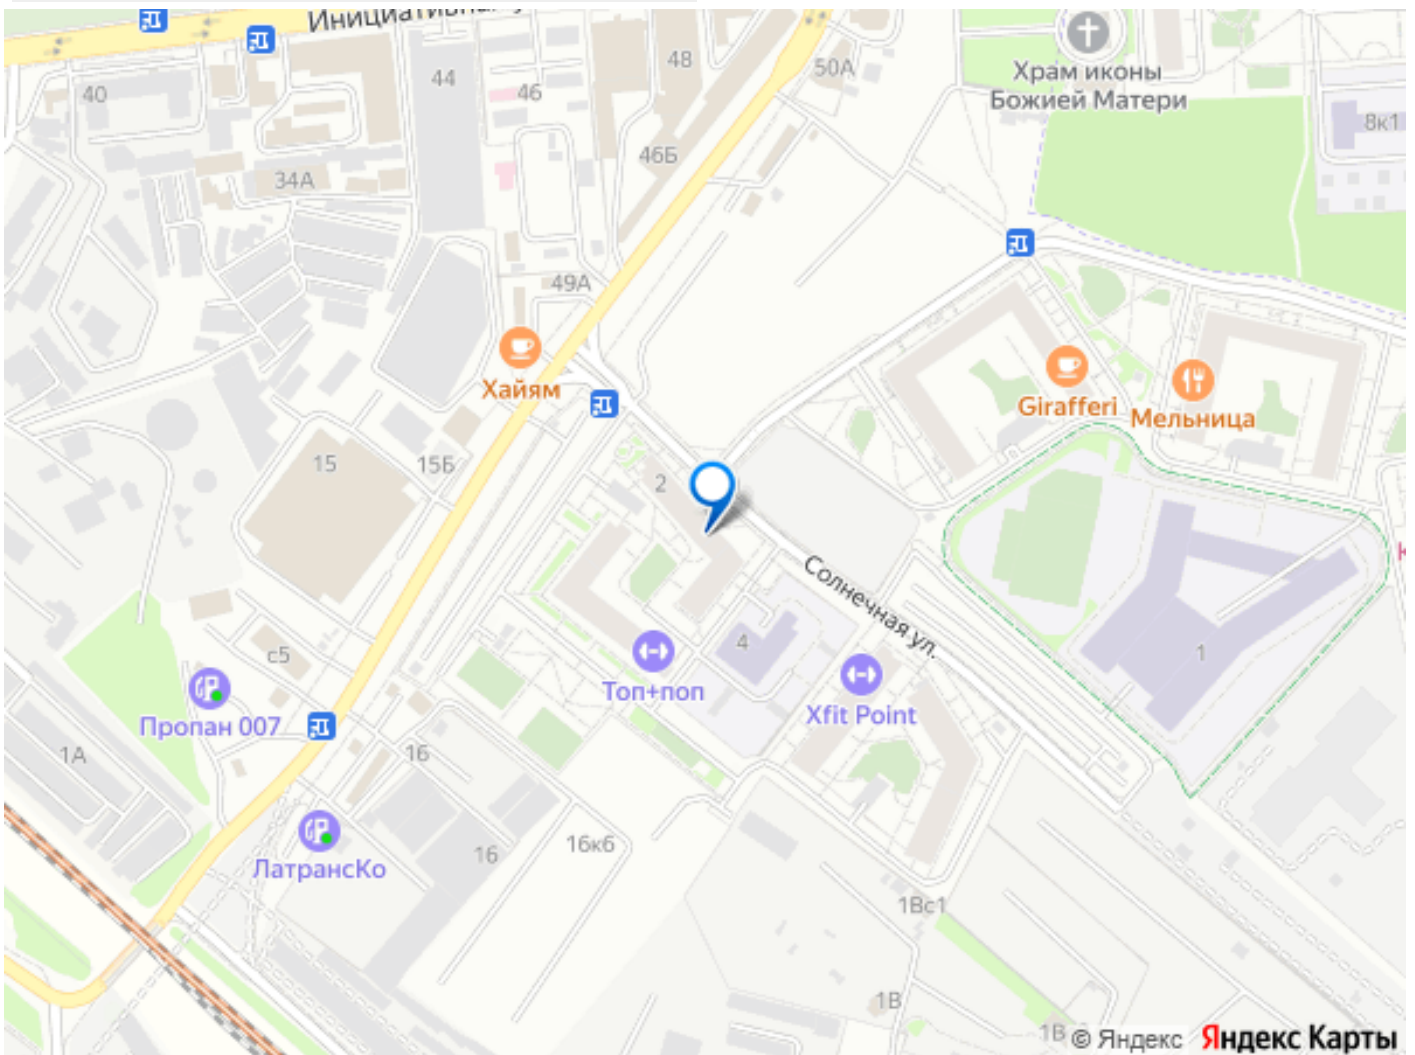 Инициативная у
40
44
46
48
50А
Храм иконы
Божией Матери
8к1
34А
46Б
49А
Хайям
Girafferi
Мельница
15
15Б
2
Солнечная ул.
4
1
с5
Топ+поп
Xfit Point
Пропан 007
1А
16
ЛатрансКо
16
16к6
1Вс1
1В
1В
© Яндекс Яндекс Карты